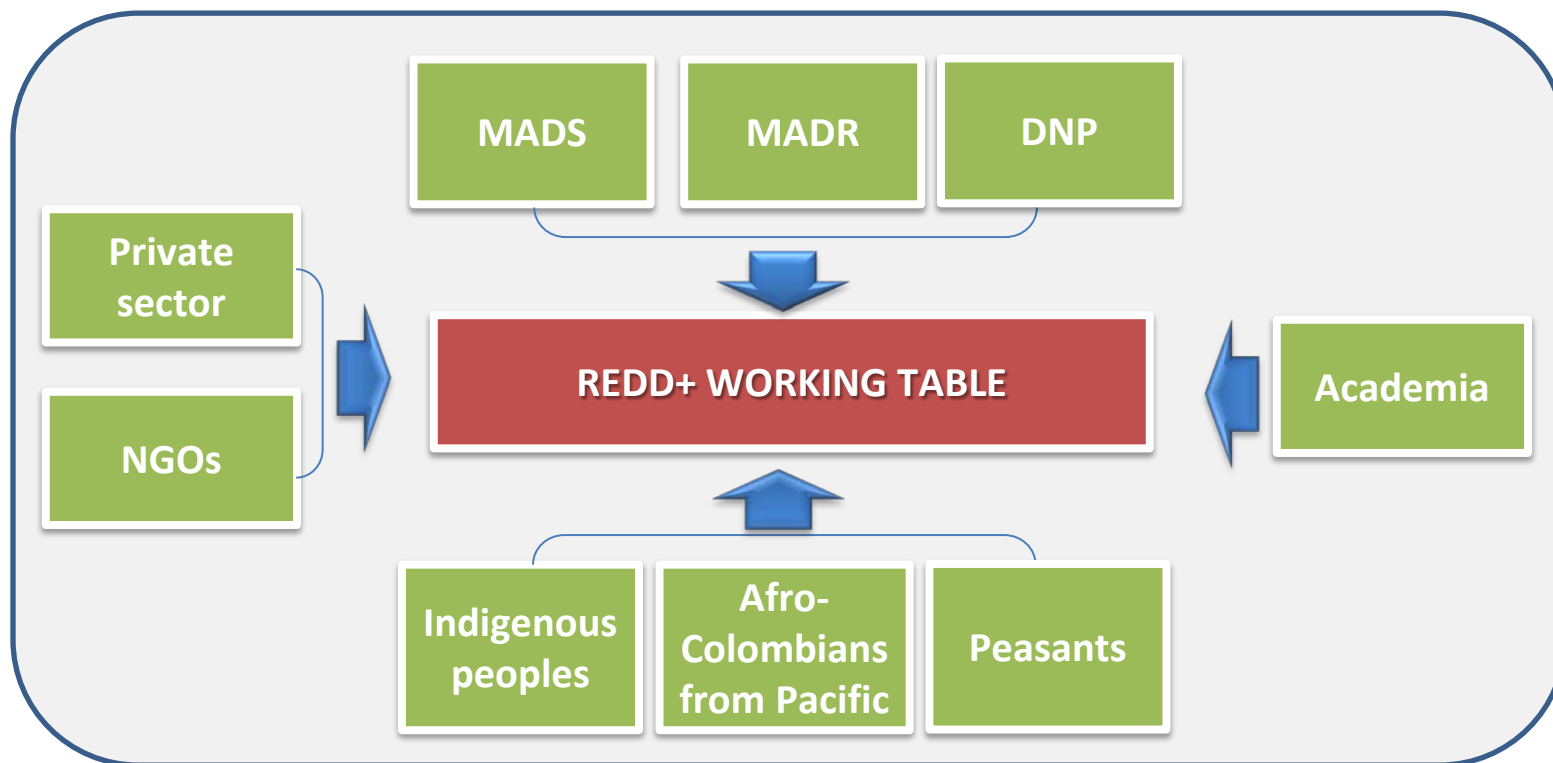 MADS
MADR
DNP
Private
sector
NGOs
REDD+ WORKING TABLE
Academia
Indigenous
peoples
Afro-
Colombians
from Pacific
Peasants